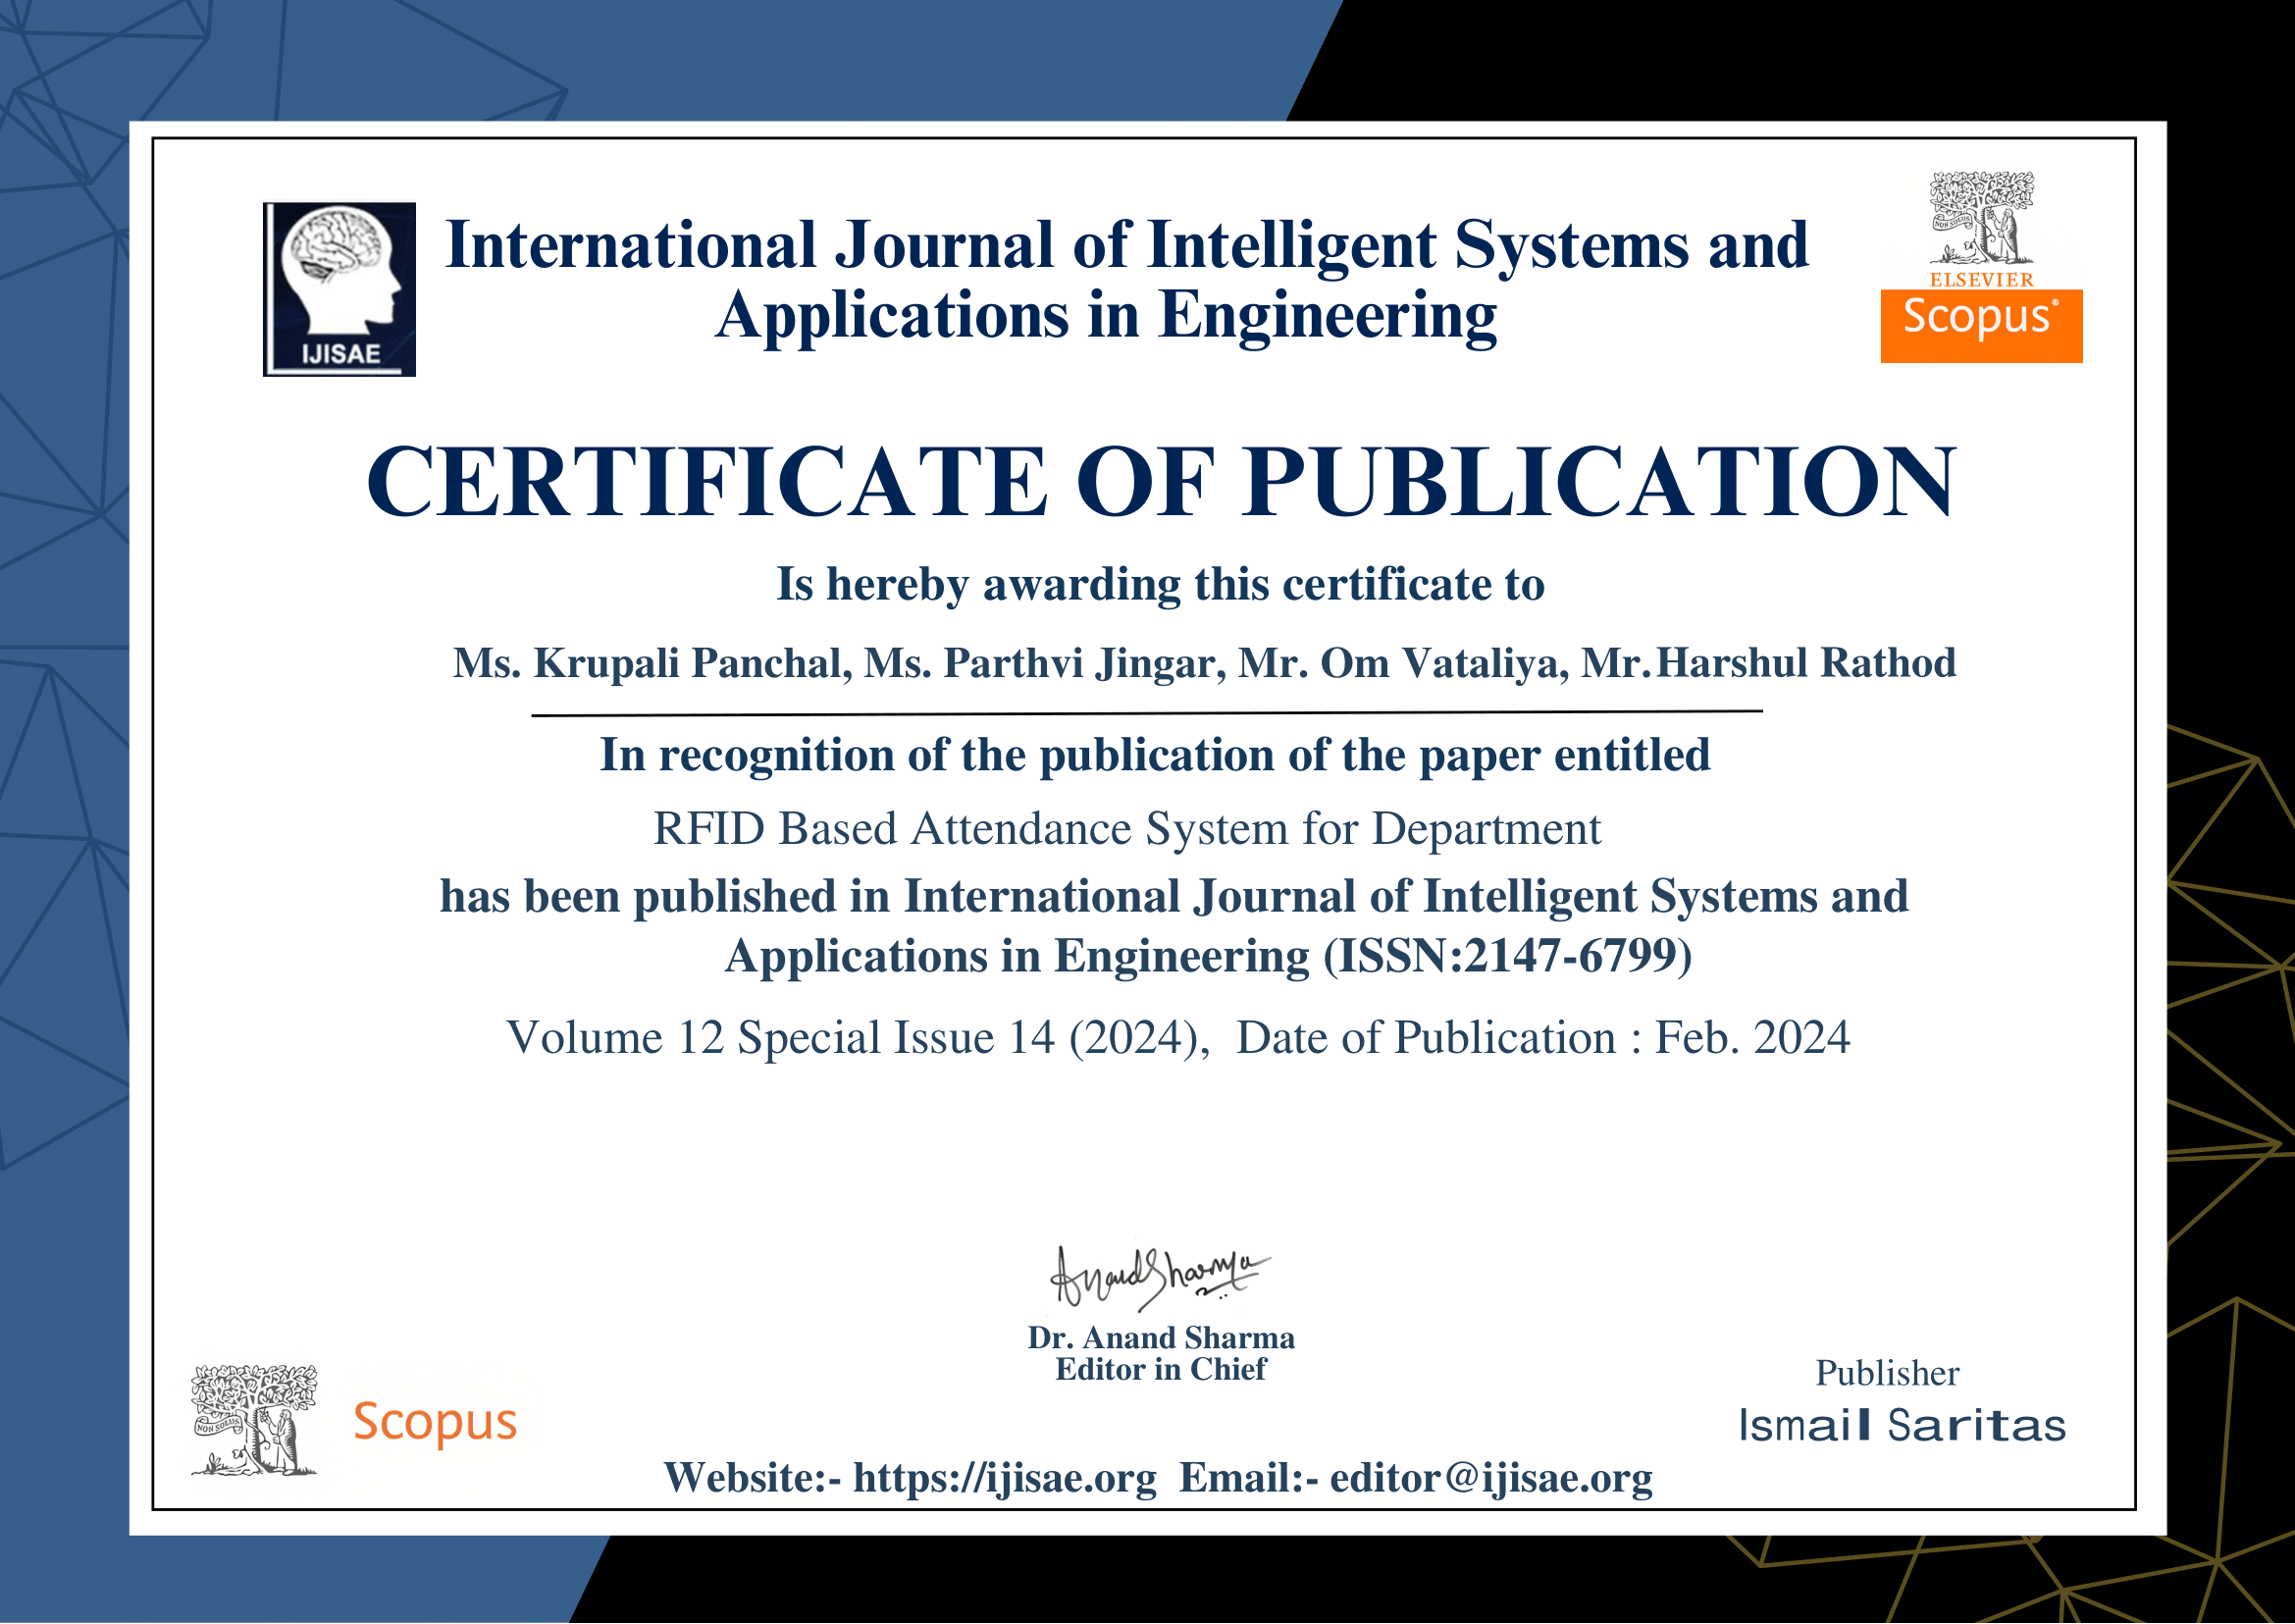 International Journal of Intelligent Systems and
Applications in Engineering
IJISAE
NON SOLUS
ELSEVIER
Scopus®
CERTIFICATE OF PUBLICATION
Is hereby awarding this certificate to
Ms. Krupali Panchal, Ms. Parthvi Jingar, Mr. Om Vataliya, Mr. Harshul Rathod
In recognition of the publication of the paper entitled
RFID Based Attendance System for Department
has been published in International Journal of Intelligent Systems and
Applications in Engineering (ISSN:2147-6799)
Volume 12 Special Issue 14 (2024), Date of Publication : Feb. 2024
AnandSharma
Dr. Anand Sharma
Editor in Chief
NON SOLUS
Scopus
Publisher
Ismail Saritas
Website:- https://ijisae.org Email:- editor@ijisae.org